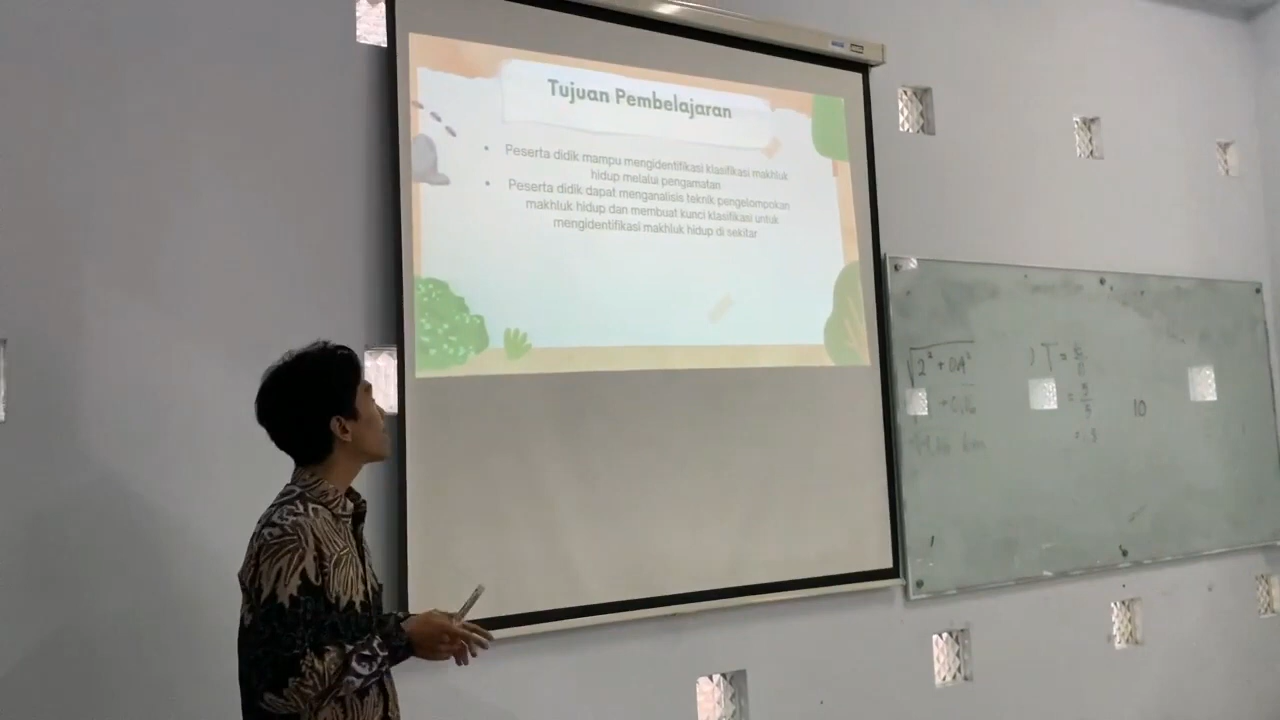 Tujuan Pembelajaran
• Peserta didik mampu mengidentifikasi klasifikasi makhluk
hidup melalui pengamatan
• Peserta didik dapat menganalisis teknik pengelompokan
makhluk hidup dan membuat kunci klasifikasi untuk
mengidentifikasi makhluk hidup di sekitar
10